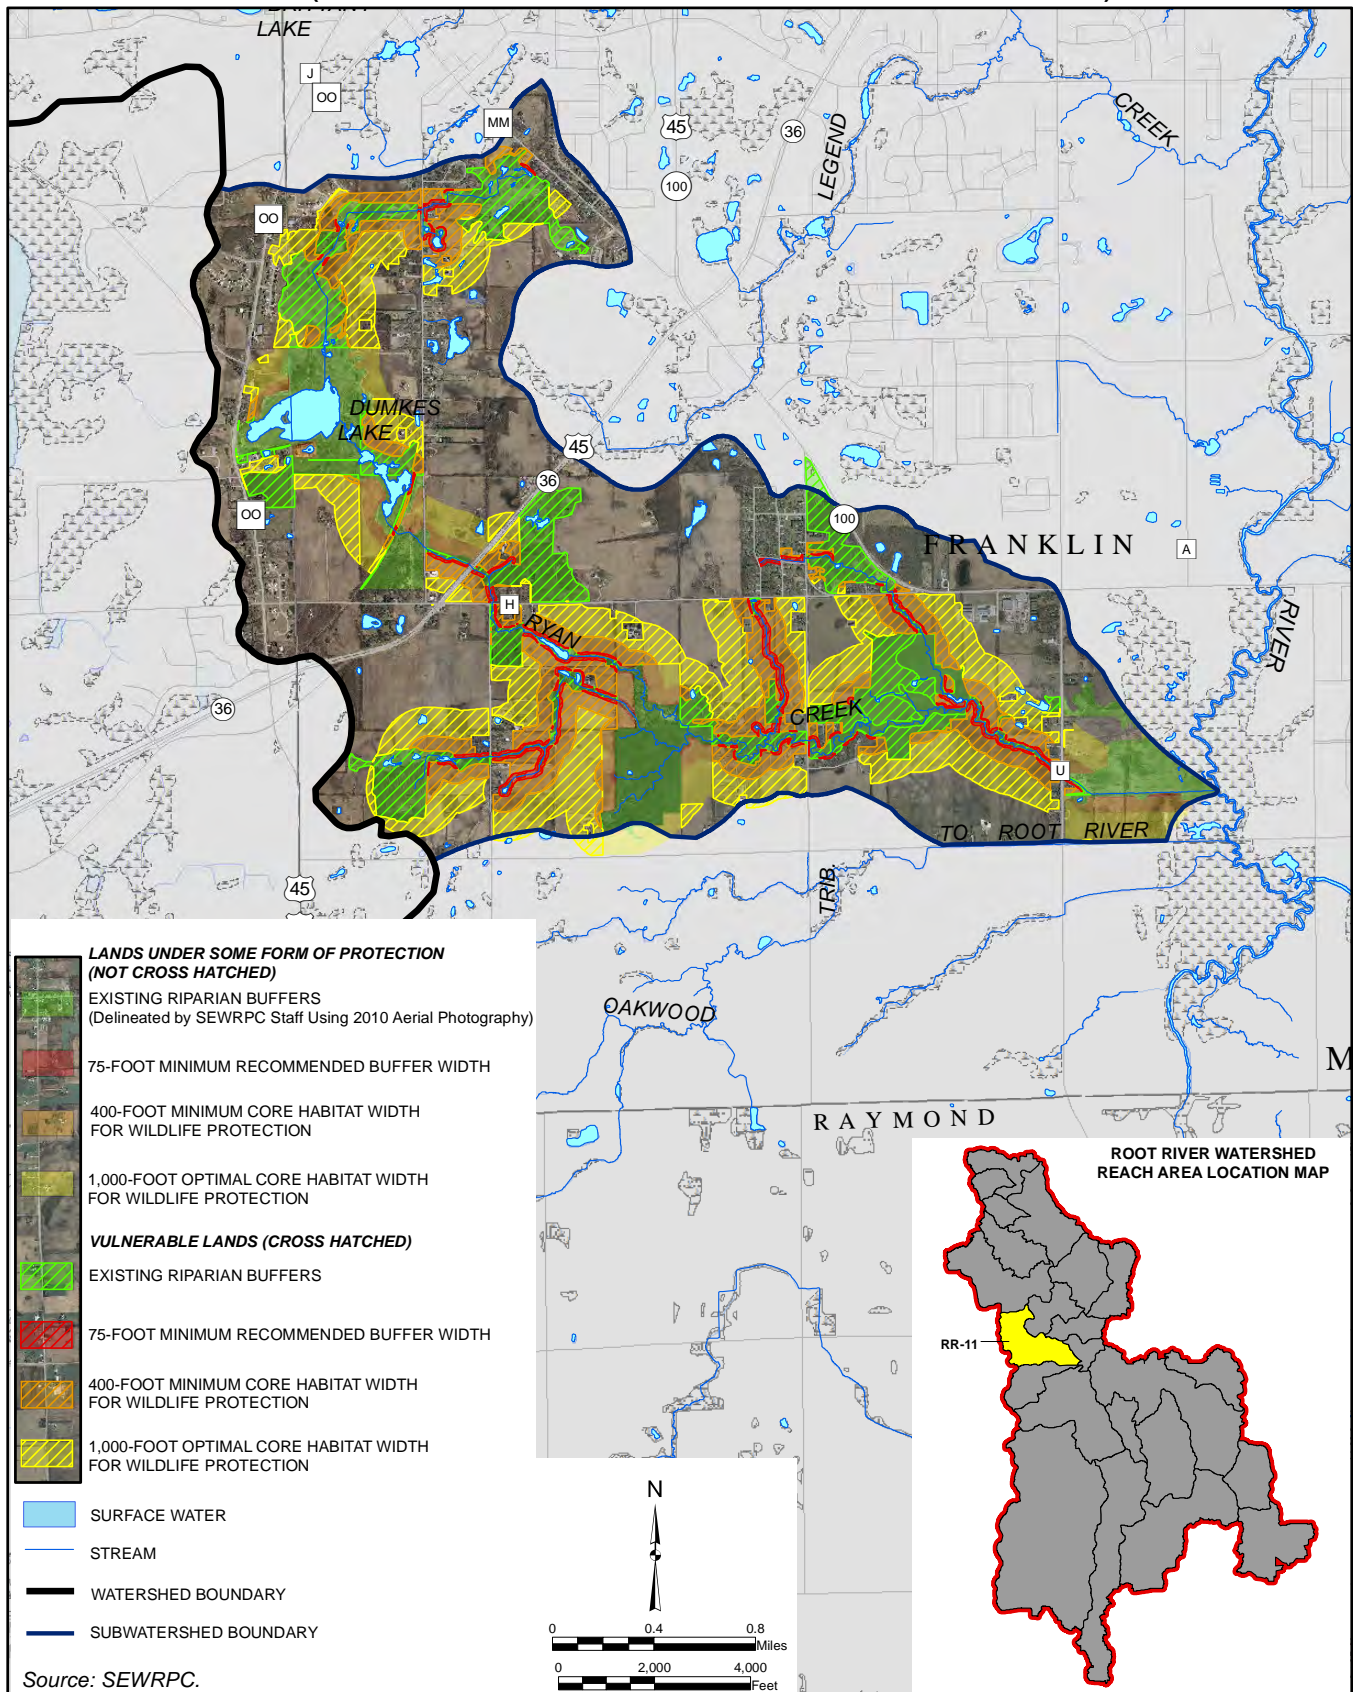 LAKE
J
OO
MM
45
36
100
LEGEND
CREEK
OO
DUMKES
LAKE
45
36
OO
100
FRANKLIN
A
H
RYAN
RIVER
CREEK
36
U
TO ROOT RIVER
45
TRIB.
OAKWOOD
M
RAYMOND
LANDS UNDER SOME FORM OF PROTECTION
(NOT CROSS HATCHED)
EXISTING RIPARIAN BUFFERS
(Delineated by SEWRPC Staff Using 2010 Aerial Photography)
75-FOOT MINIMUM RECOMMENDED BUFFER WIDTH
400-FOOT MINIMUM CORE HABITAT WIDTH
FOR WILDLIFE PROTECTION
1,000-FOOT OPTIMAL CORE HABITAT WIDTH
FOR WILDLIFE PROTECTION
VULNERABLE LANDS (CROSS HATCHED)
EXISTING RIPARIAN BUFFERS
75-FOOT MINIMUM RECOMMENDED BUFFER WIDTH
400-FOOT MINIMUM CORE HABITAT WIDTH
FOR WILDLIFE PROTECTION
1,000-FOOT OPTIMAL CORE HABITAT WIDTH
FOR WILDLIFE PROTECTION
SURFACE WATER
STREAM
WATERSHED BOUNDARY
SUBWATERSHED BOUNDARY
Source: SEWRPC.
N
0 0.4 0.8
Miles
0 2,000 4,000
Feet
ROOT RIVER WATERSHED
REACH AREA LOCATION MAP
RR-11